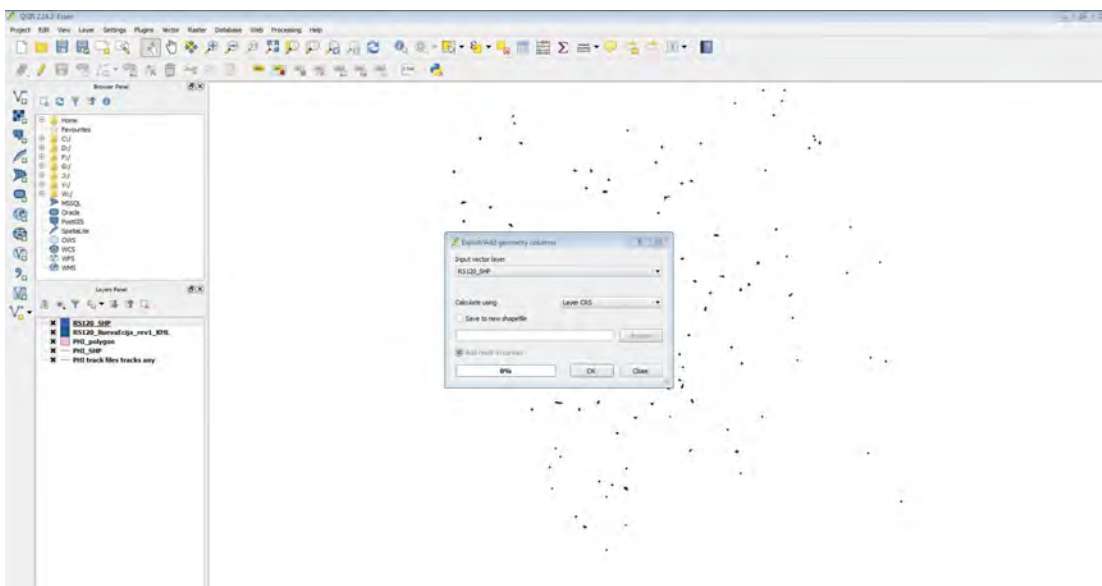 QGIS 2.14.2-Essen
Project Edit View Layer Settings Plugins Vector Raster Database Web Processing Help
Browser Panel
Home
Favourites
C:/
D:/
F:/
G:/
J:/
Y:/
W:/
MSSQL
Oracle
PostGIS
SpatiaLite
OWS
WCS
WFS
WMS
Layers Panel
RS120_SHP
RS120_NuevaEcija_rev1_KML
PHI_polygon
PHI_SHP
PHI track files tracks any
Export/Add geometry columns
Input vector layer
RS120_SHP
Calculate using
Layer CRS
Save to new shapefile
Browse
Add result to canvas
0%
OK
Close